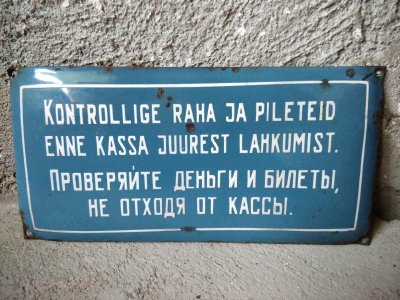 KONTROLLIGE RAHA JA PILETEID
ENNE KASSA JUUREST LAHKUMIST.
ПРОВЕРЯЙТЕ ДЕНЬГИ И БИЛЕТЫ,
НЕ ОТХОДЯ ОТ КАССЫ.